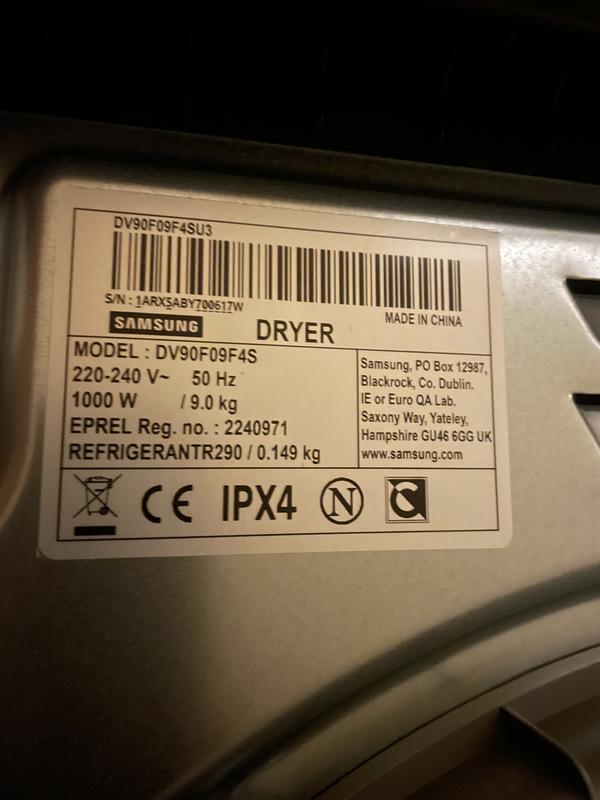 DV90F09F4SU3
S/N : 1ARX5ABY700617W
MADE IN CHINA
SAMSUNG
DRYER
MODEL : DV90F09F4S
220-240 V~ 50 Hz
1000 W / 9.0 kg
EPREL Reg. no. : 2240971
REFRIGERANTR290 / 0.149 kg
Samsung, PO Box 12987,
Blackrock, Co. Dublin.
IE or Euro QA Lab.
Saxony Way, Yateley,
Hampshire GU46 6GG UK
www.samsung.com
CE IPX4 N C